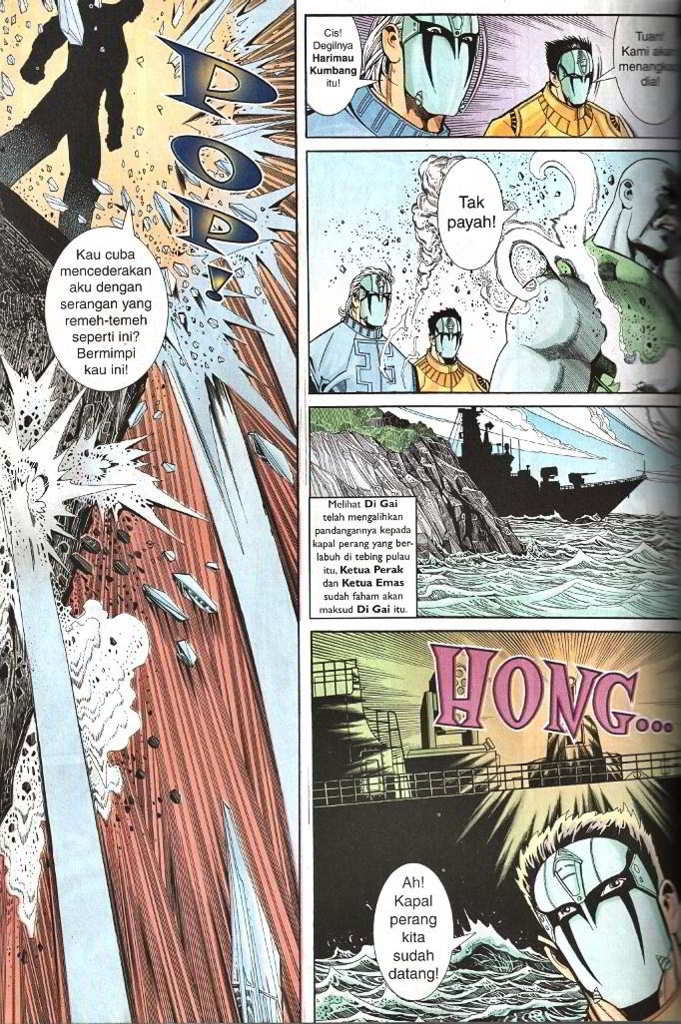 POP!
Kau cuba
mencederakan
aku dengan
serangan yang
remeh-temeh
seperti ini?
Bermimpi
kau ini!
Cis!
Degilnya
Harimau
Kumbang
itu!
Tuan!
Kami akan
menangkap
dia!
Tak
payah!
Melihat Di Gai
telah mengalihkan
pandangannya kepada
kapal perang yang ber-
labuh di tebing pulau
itu, Ketua Perak
dan Ketua Emas
sudah faham akan
maksud Di Gai itu.
HONG...
Ah!
Kapal
perang
kita
sudah
datang!